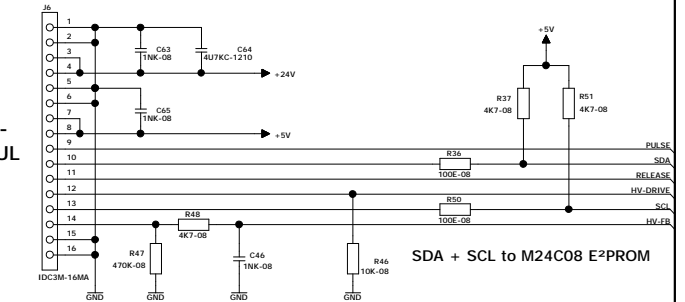 J6
1
2
3
4
5
6
7
8
9
10
11
12
13
14
15
16
IDC3M-16MA
-
UL
C63
1NK-08
C64
4U7KC-1210
+24V
C65
1NK-08
+5V
+5V
R37
4K7-08
R51
4K7-08
PULSE
R36
100E-08
SDA
RELEASE
HV-DRIVE
R50
100E-08
SCL
HV-FB
R48
4K7-08
R47
470K-08
C46
1NK-08
R46
10K-08
SDA + SCL to M24C08 E²PROM
GND
GND
GND
GND